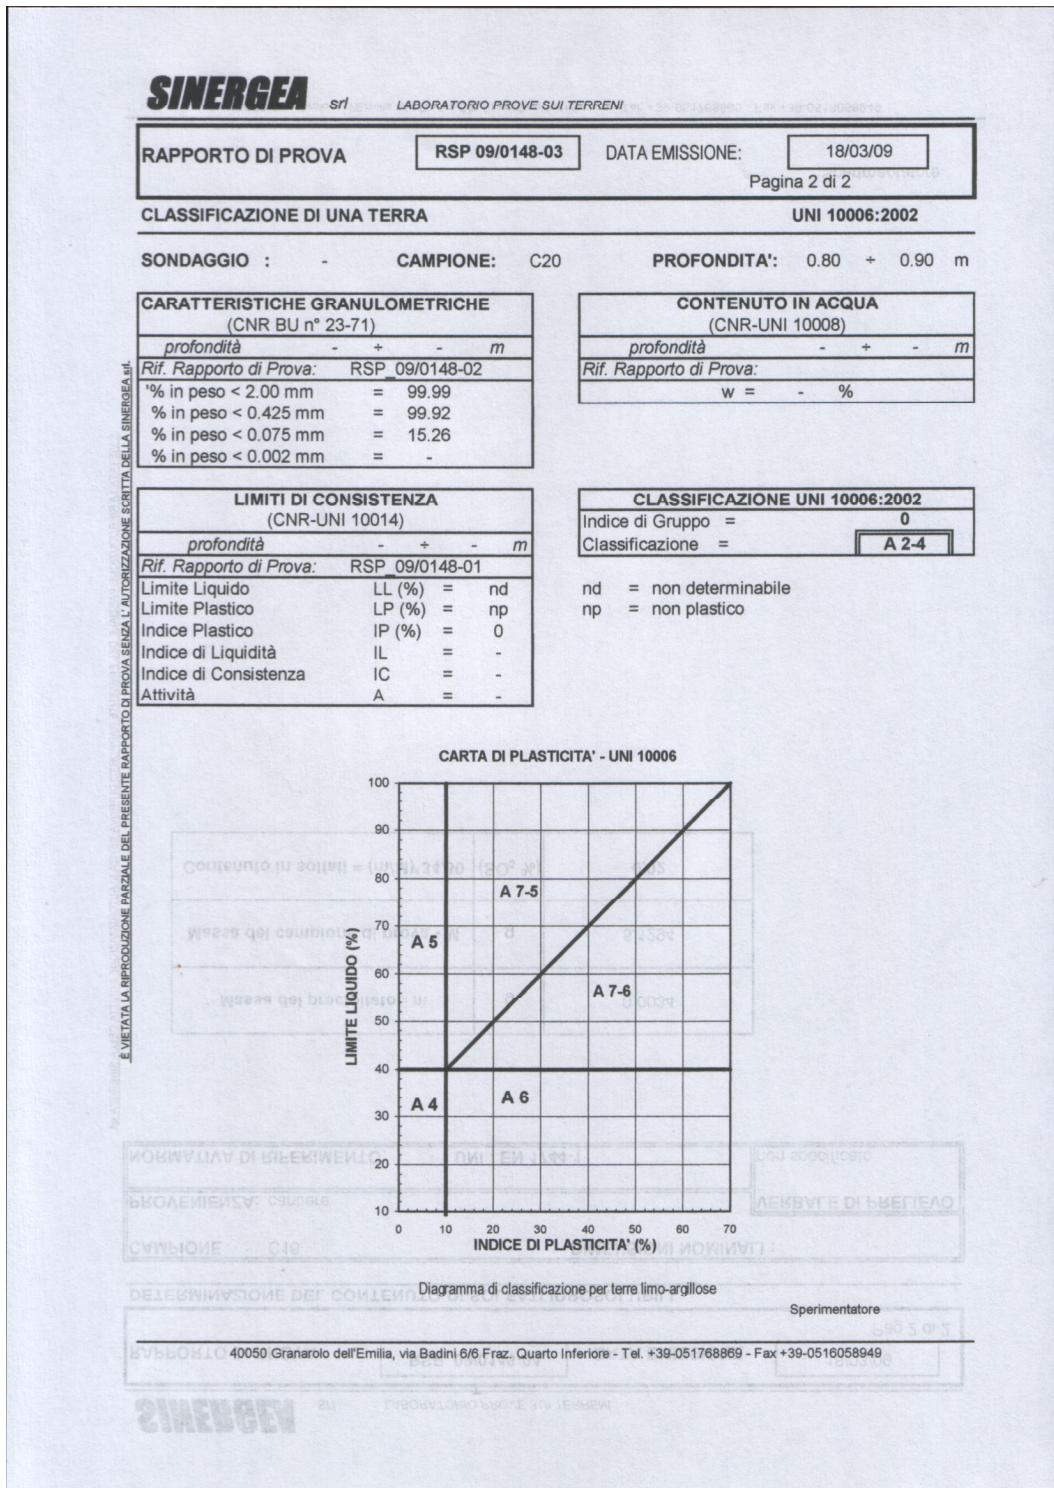 SINERGEA srl LABORATORIO PROVE SUI TERRENI
RAPPORTO DI PROVA RSP 09/0148-03 DATA EMISSIONE: 18/03/09
Pagina 2 di 2
CLASSIFICAZIONE DI UNA TERRA UNI 10006:2002
SONDAGGIO : - CAMPIONE: C20 PROFONDITA': 0.80 ÷ 0.90 m
CARATTERISTICHE GRANULOMETRICHE
(CNR BU n° 23-71)
profondità - ÷ - m
Rif. Rapporto di Prova: RSP_09/0148-02
'% in peso < 2.00 mm = 99.99
% in peso < 0.425 mm = 99.92
% in peso < 0.075 mm = 15.26
% in peso < 0.002 mm = -
CONTENUTO IN ACQUA
(CNR-UNI 10008)
profondità - ÷ - m
Rif. Rapporto di Prova:
w = - %
LIMITI DI CONSISTENZA
(CNR-UNI 10014)
profondità - ÷ - m
Rif. Rapporto di Prova: RSP_09/0148-01
Limite Liquido LL (%) = nd
Limite Plastico LP (%) = np
Indice Plastico IP (%) = 0
Indice di Liquidità IL = -
Indice di Consistenza IC = -
Attività A = -
CLASSIFICAZIONE UNI 10006:2002
Indice di Gruppo = 0
Classificazione = A 2-4
nd = non determinabile
np = non plastico
È VIETATA LA RIPRODUZIONE PARZIALE DEL PRESENTE RAPPORTO DI PROVA SENZA L' AUTORIZZAZIONE SCRITTA DELLA SINERGEA srl.
CARTA DI PLASTICITA' - UNI 10006
100
90
80
70
60
50
40
30
20
10
LIMITE LIQUIDO (%)
A 7-5
A 5
A 7-6
A 6
A 4
0 10 20 30 40 50 60 70
INDICE DI PLASTICITA' (%)
Diagramma di classificazione per terre limo-argillose
Sperimentatore
40050 Granarolo dell'Emilia, via Badini 6/6 Fraz. Quarto Inferiore - Tel. +39-051768869 - Fax +39-0516058949